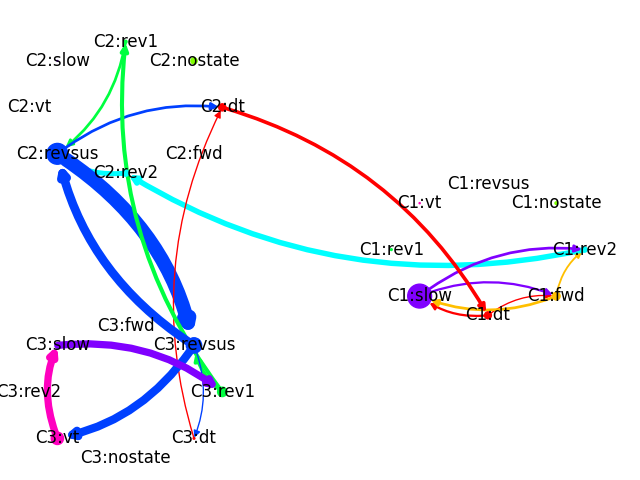 C2:rev1
C2:slow
C2:nostate
C2:vt
C2:dt
C2:revsus
C2:fwd
C2:rev2
C1:revsus
C1:vt
C1:nostate
C1:rev1
C1:rev2
C1:slow
C1:fwd
C1:dt
C3:fwd
C3:slow
C3:revsus
C3:rev2
C3:rev1
C3:vt
C3:dt
C3:nostate